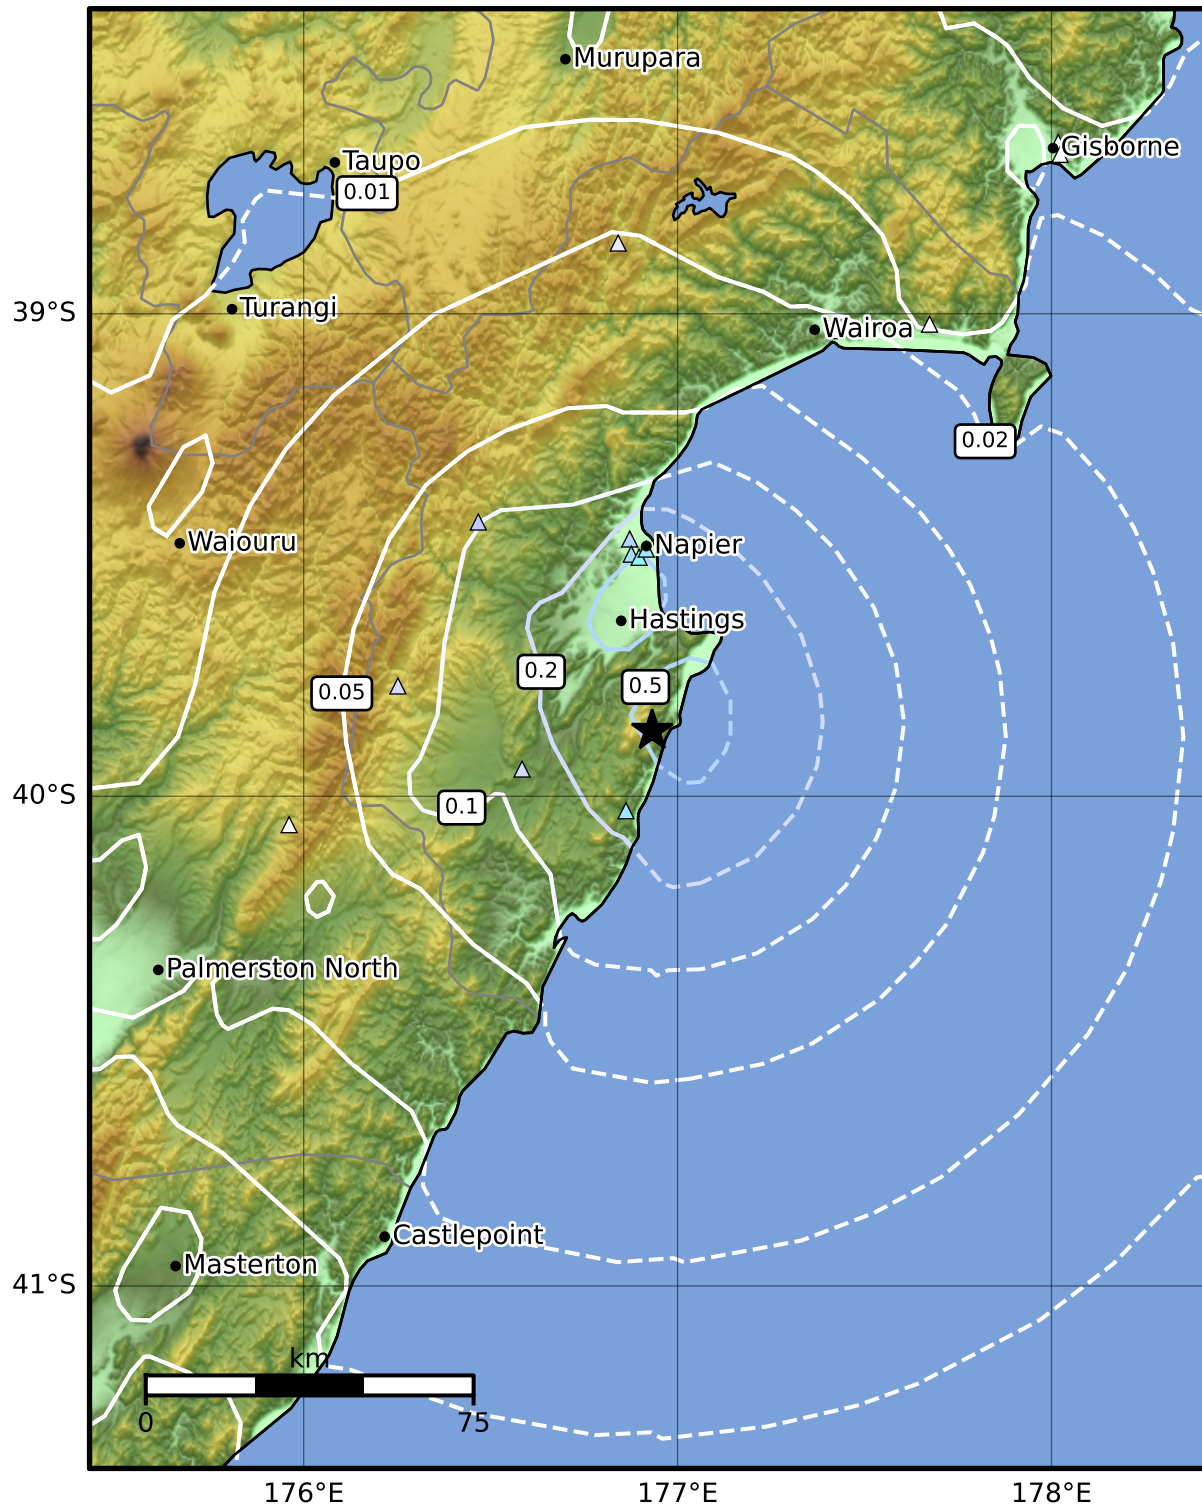 Murupara
Gisborne
Taupo
0.01
Turangi
39°S
Wairoa
0.02
Waiouru
Napier
Hastings
0.2
0.5
0.05
40°S
0.1
Palmerston North
Castlepoint
Masterton
41°S
km
0 75
176°E 177°E 178°E